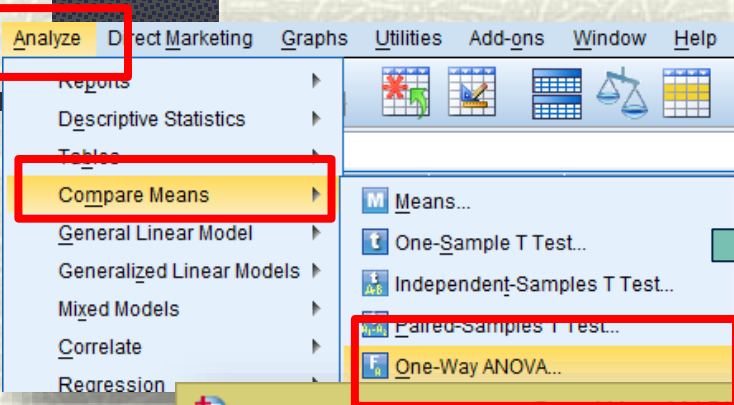 Analyze Direct Marketing Graphs Utilities Add-ons Window Help
Reports
Descriptive Statistics
Tables
Compare Means
General Linear Model
Generalized Linear Models
Mixed Models
Correlate
Regression
M Means...
t One-Sample T Test...
Independent-Samples T Test...
Paired-Samples T Test...
One-Way ANOVA...